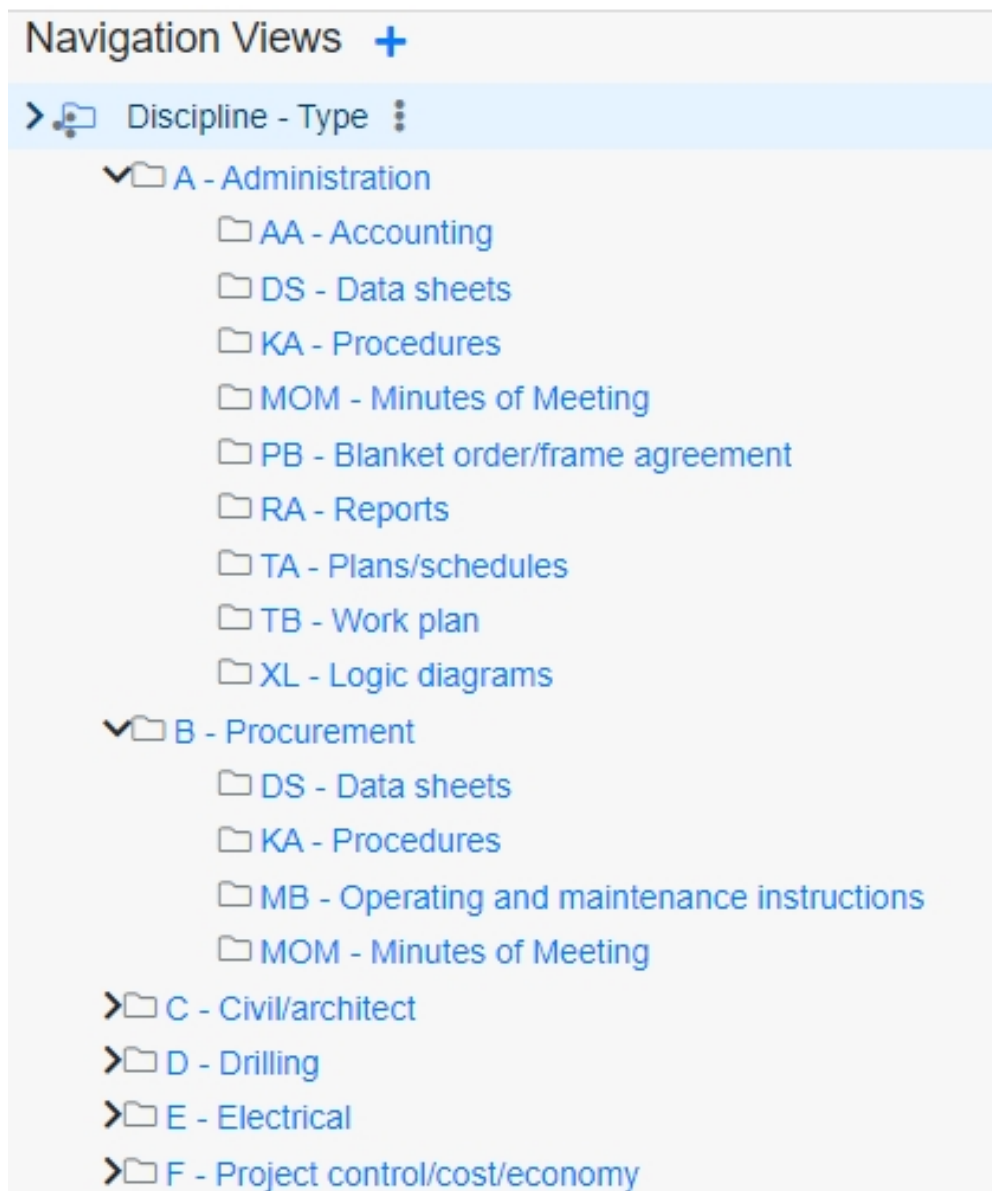 Navigation Views +
Discipline - Type
A - Administration
AA - Accounting
DS - Data sheets
KA - Procedures
MOM - Minutes of Meeting
PB - Blanket order/frame agreement
RA - Reports
TA - Plans/schedules
TB - Work plan
XL - Logic diagrams
B - Procurement
DS - Data sheets
KA - Procedures
MB - Operating and maintenance instructions
MOM - Minutes of Meeting
C - Civil/architect
D - Drilling
E - Electrical
F - Project control/cost/economy